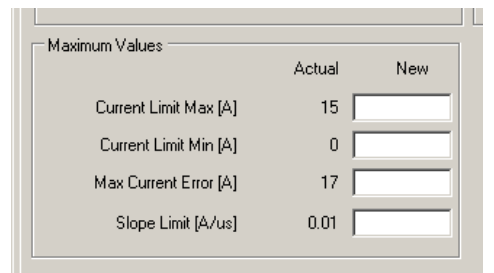 Maximum Values
Actual New
Current Limit Max [A] 15
Current Limit Min [A] 0
Max Current Error [A] 17
Slope Limit [A/us] 0.01